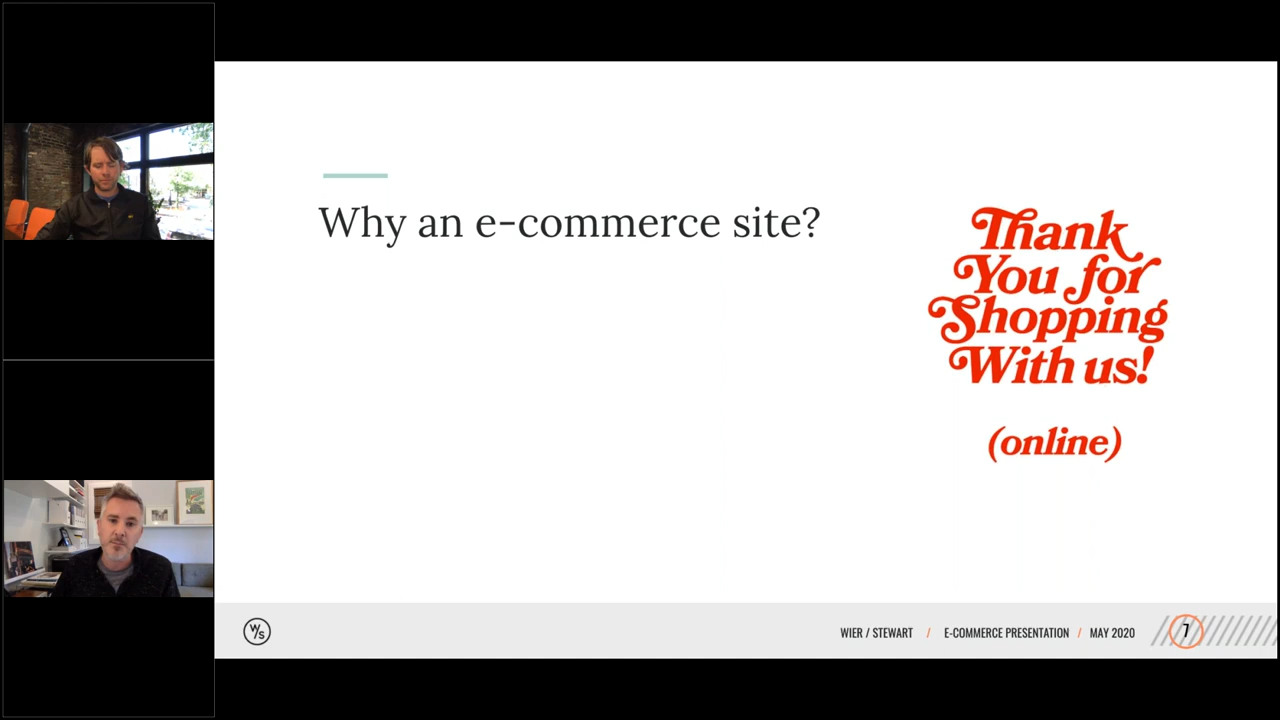 Why an e-commerce site?
Thank
You for
Shopping
With us!
(online)
W/S
WIER / STEWART / E-COMMERCE PRESENTATION / MAY 2020
7